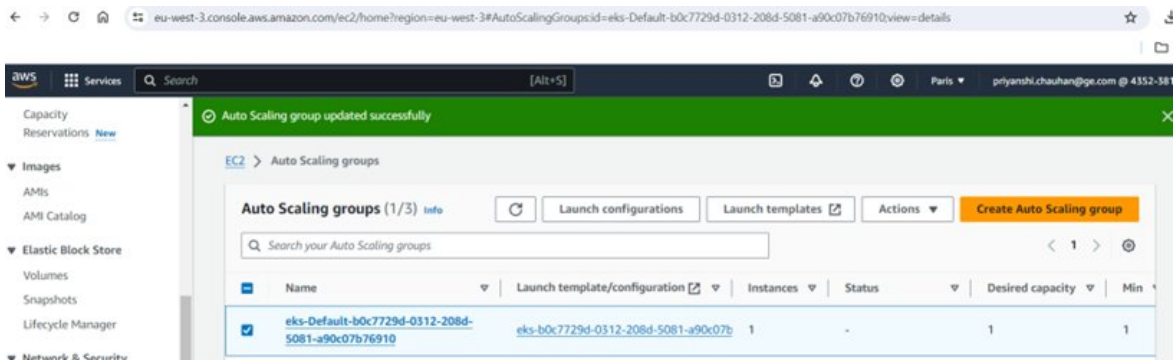 eu-west-3.console.aws.amazon.com/ec2/home?region=eu-west-3#AutoScalingGroups:id=eks-Default-b0c7729d-0312-208d-5081-a90c07b76910;view=details
aws Services Search [Alt+S] Paris ▼ priyanshi.chauhan@ge.com @ 4352-381
Capacity
Reservations New
Auto Scaling group updated successfully
Images
AMIs
AMI Catalog
Elastic Block Store
Volumes
Snapshots
Lifecycle Manager
Network & Security
EC2 > Auto Scaling groups
Auto Scaling groups (1/3) Info Launch configurations Launch templates Actions ▼ Create Auto Scaling group
Search your Auto Scaling groups < 1 >
Name Launch template/configuration Instances Status Desired capacity Min
eks-Default-b0c7729d-0312-208d- eks-b0c7729d-0312-208d-5081-a90c07b 1 - 1 1
5081-a90c07b76910